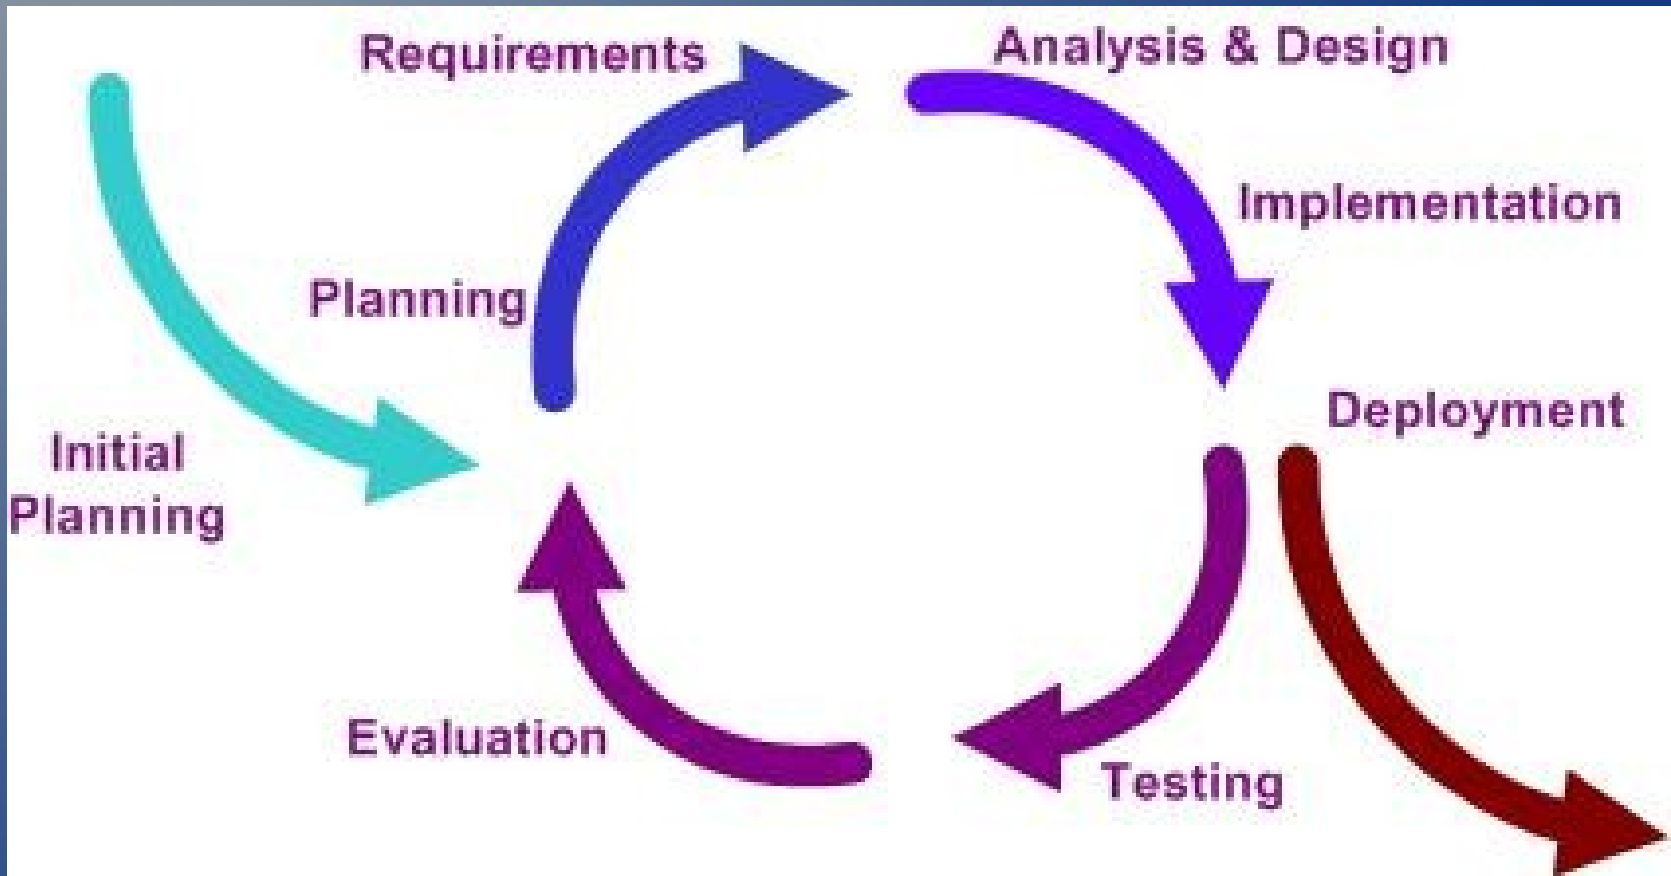 Requirements
Analysis & Design
Implementation
Planning
Deployment
Initial
Planning
Evaluation
Testing